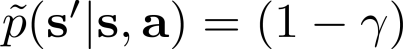 p̃(s′|s, a) = (1 − γ)